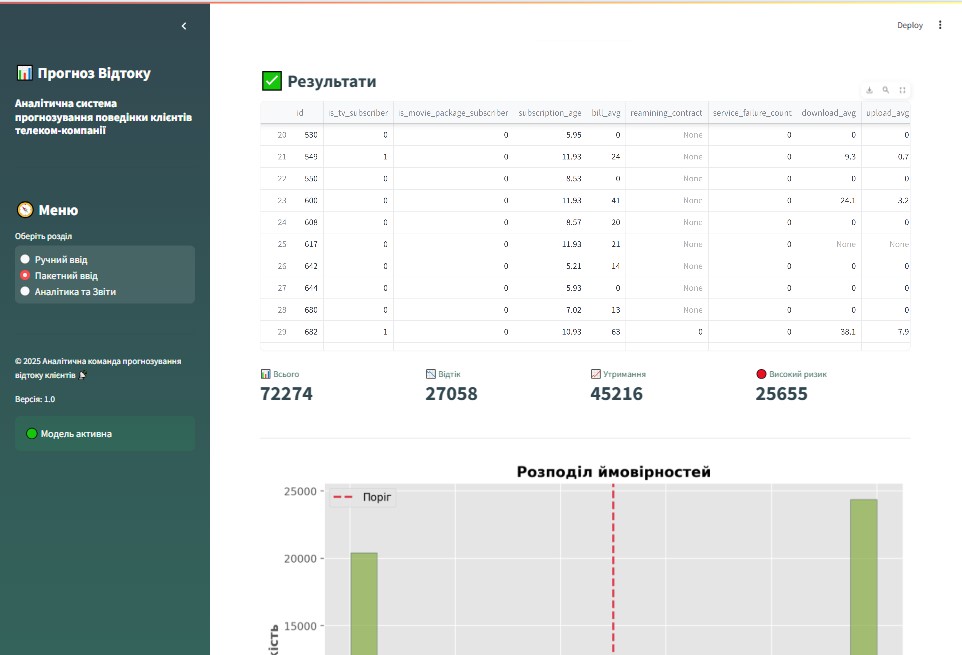 Deploy
Прогноз Відтоку
Аналітична система
прогнозування поведінки клієнтів
телеком-компанії
Меню
Оберіть розділ
Ручний ввід
Пакетний ввід
Аналітика та Звіти
© 2025 Аналітична команда прогнозування
відтоку клієнтів
Версія: 1.0
Модель активна
Результати
id is_tv_subscriber is_movie_package_subscriber subscription_age bill_avg reamining_contract service_failure_count download_avg upload_avg
20 530 0 0 5.95 0 None 0 0 0
21 549 1 0 11.93 24 None 0 9.3 0.7
22 550 0 0 8.53 0 None 0 0 0
23 600 0 0 11.93 41 None 0 24.1 3.2
24 608 0 0 8.57 20 None 0 0 0
25 617 0 0 11.93 21 None 0 None None
26 642 0 0 5.21 14 None 0 0 0
27 644 0 0 5.93 0 None 0 0 0
28 680 0 0 7.02 13 None 0 0 0
29 682 1 0 10.93 63 0 0 38.1 7.9
Всього Відтік Утримання Високий ризик
72274 27058 45216 25655
Розподіл ймовірностей
Поріг
25000
20000
15000